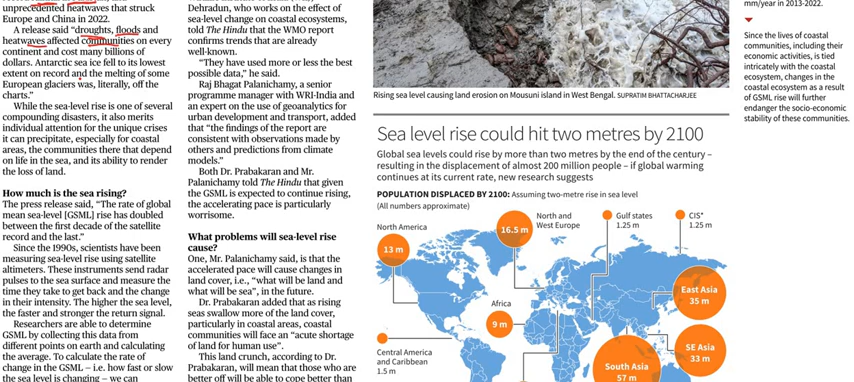 unprecedented heatwaves that struck
Europe and China in 2022.
A release said “droughts, floods and
heatwaves affected communities on every
continent and cost many billions of
dollars. Antarctic sea ice fell to its lowest
extent on record and the melting of some
European glaciers was, literally, off the
charts.”
While the sea-level rise is one of several
compounding disasters, it also merits
individual attention for the unique crises
it can precipitate, especially for coastal
areas, the communities there that depend
on life in the sea, and its ability to render
the loss of land.
How much is the sea rising?
The press release said, “The rate of global
mean sea-level [GSML] rise has doubled
between the first decade of the satellite
record and the last.”
Since the 1990s, scientists have been
measuring sea-level rise using satellite
altimeters. These instruments send radar
pulses to the sea surface and measure the
time they take to get back and the change
in their intensity. The higher the sea level,
the faster and stronger the return signal.
Researchers are able to determine
GSML by collecting this data from
different points on earth and calculating
the average. To calculate the rate of
change in the GSML – i.e. how fast or slow
the sea level is changing – we can
Dehradun, who works on the effect of
sea-level change on coastal ecosystems,
told The Hindu that the WMO report
confirms trends that are already
well-known.
“They have used more or less the best
possible data,” he said.
Raj Bhagat Palanichamy, a senior
programme manager with WRI-India and
an expert on the use of geoanalytics for
urban development and transport, added
that “the findings of the report are
consistent with observations made by
others and predictions from climate
models.”
Both Dr. Prabakaran and Mr.
Palanichamy told The Hindu that given
the GSML is expected to continue rising,
the accelerating pace is particularly
worrisome.
What problems will sea-level rise
cause?
One, Mr. Palanichamy said, is that the
accelerated pace will cause changes in
land cover, i.e., “what will be land and
what will be sea”, in the future.
Dr. Prabakaran added that as rising
seas swallow more of the land cover,
particularly in coastal areas, coastal
communities will face an “acute shortage
of land for human use”.
This land crunch, according to Dr.
Prabakaran, will mean that those who are
better off will be able to cope better than
Rising sea level causing land erosion on Mousuni island in West Bengal. SUPRATIM BHATTACHARJEE
Sea level rise could hit two metres by 2100
Global sea levels could rise by more than two metres by the end of the century –
resulting in the displacement of almost 200 million people – if global warming
continues at its current rate, new research suggests
POPULATION DISPLACED BY 2100: Assuming two-metre rise in sea level
(All numbers approximate)
North America
13 m
16.5 m
North and
West Europe
Gulf states
1.25 m
CIS*
1.25 m
East Asia
35 m
Africa
9 m
SE Asia
33 m
Central America
and Caribbean
1.5 m
South Asia
57 m
mm/year in 2013-2022.
Since the lives of coastal
communities, including their
economic activities, is tied
intricately with the coastal
ecosystem, changes in the
coastal ecosystem as a result
of GSML rise will further
endanger the socio-economic
stability of these communities.